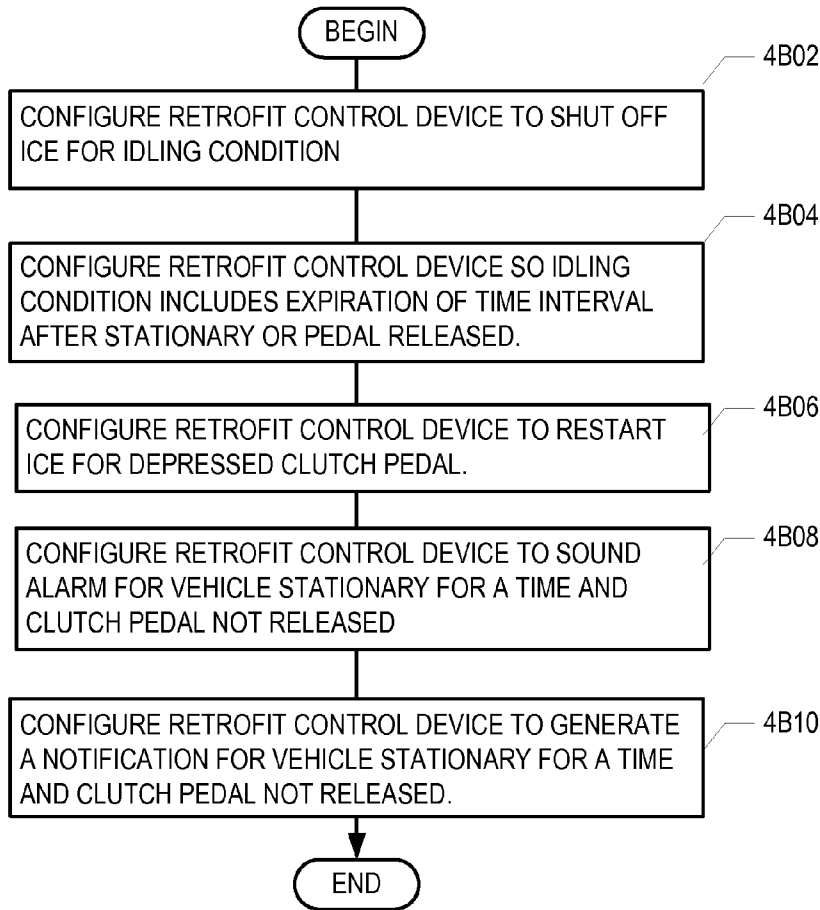 BEGIN
4B02
CONFIGURE RETROFIT CONTROL DEVICE TO SHUT OFF
ICE FOR IDLING CONDITION
4B04
CONFIGURE RETROFIT CONTROL DEVICE SO IDLING
CONDITION INCLUDES EXPIRATION OF TIME INTERVAL
AFTER STATIONARY OR PEDAL RELEASED.
4B06
CONFIGURE RETROFIT CONTROL DEVICE TO RESTART
ICE FOR DEPRESSED CLUTCH PEDAL.
4B08
CONFIGURE RETROFIT CONTROL DEVICE TO SOUND
ALARM FOR VEHICLE STATIONARY FOR A TIME AND
CLUTCH PEDAL NOT RELEASED
4B10
CONFIGURE RETROFIT CONTROL DEVICE TO GENERATE
A NOTIFICATION FOR VEHICLE STATIONARY FOR A TIME
AND CLUTCH PEDAL NOT RELEASED.
END